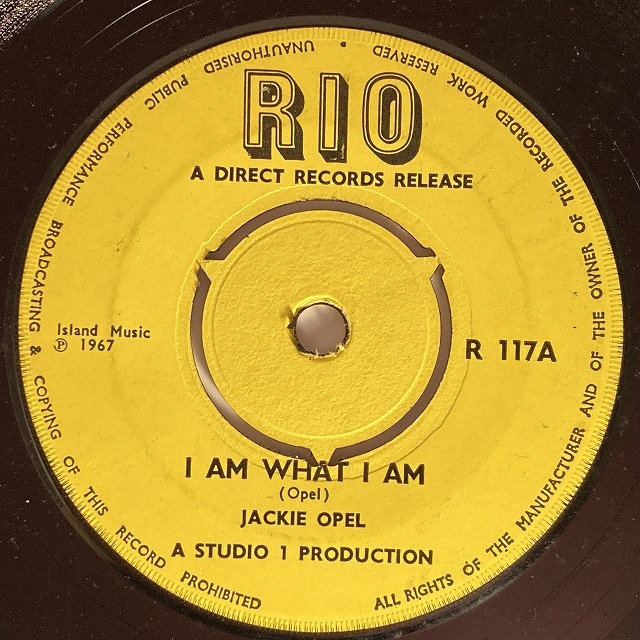 RIO
A DIRECT RECORDS RELEASE
Island Music
℗ 1967
R 117A
I AM WHAT I AM
(Opel)
JACKIE OPEL
A STUDIO 1 PRODUCTION
ALL RIGHTS OF THE MANUFACTURER AND OF THE OWNER OF THE RECORDED WORK RESERVED • UNAUTHORISED PUBLIC PERFORMANCE BROADCASTING & COPYING OF THIS RECORD PROHIBITED